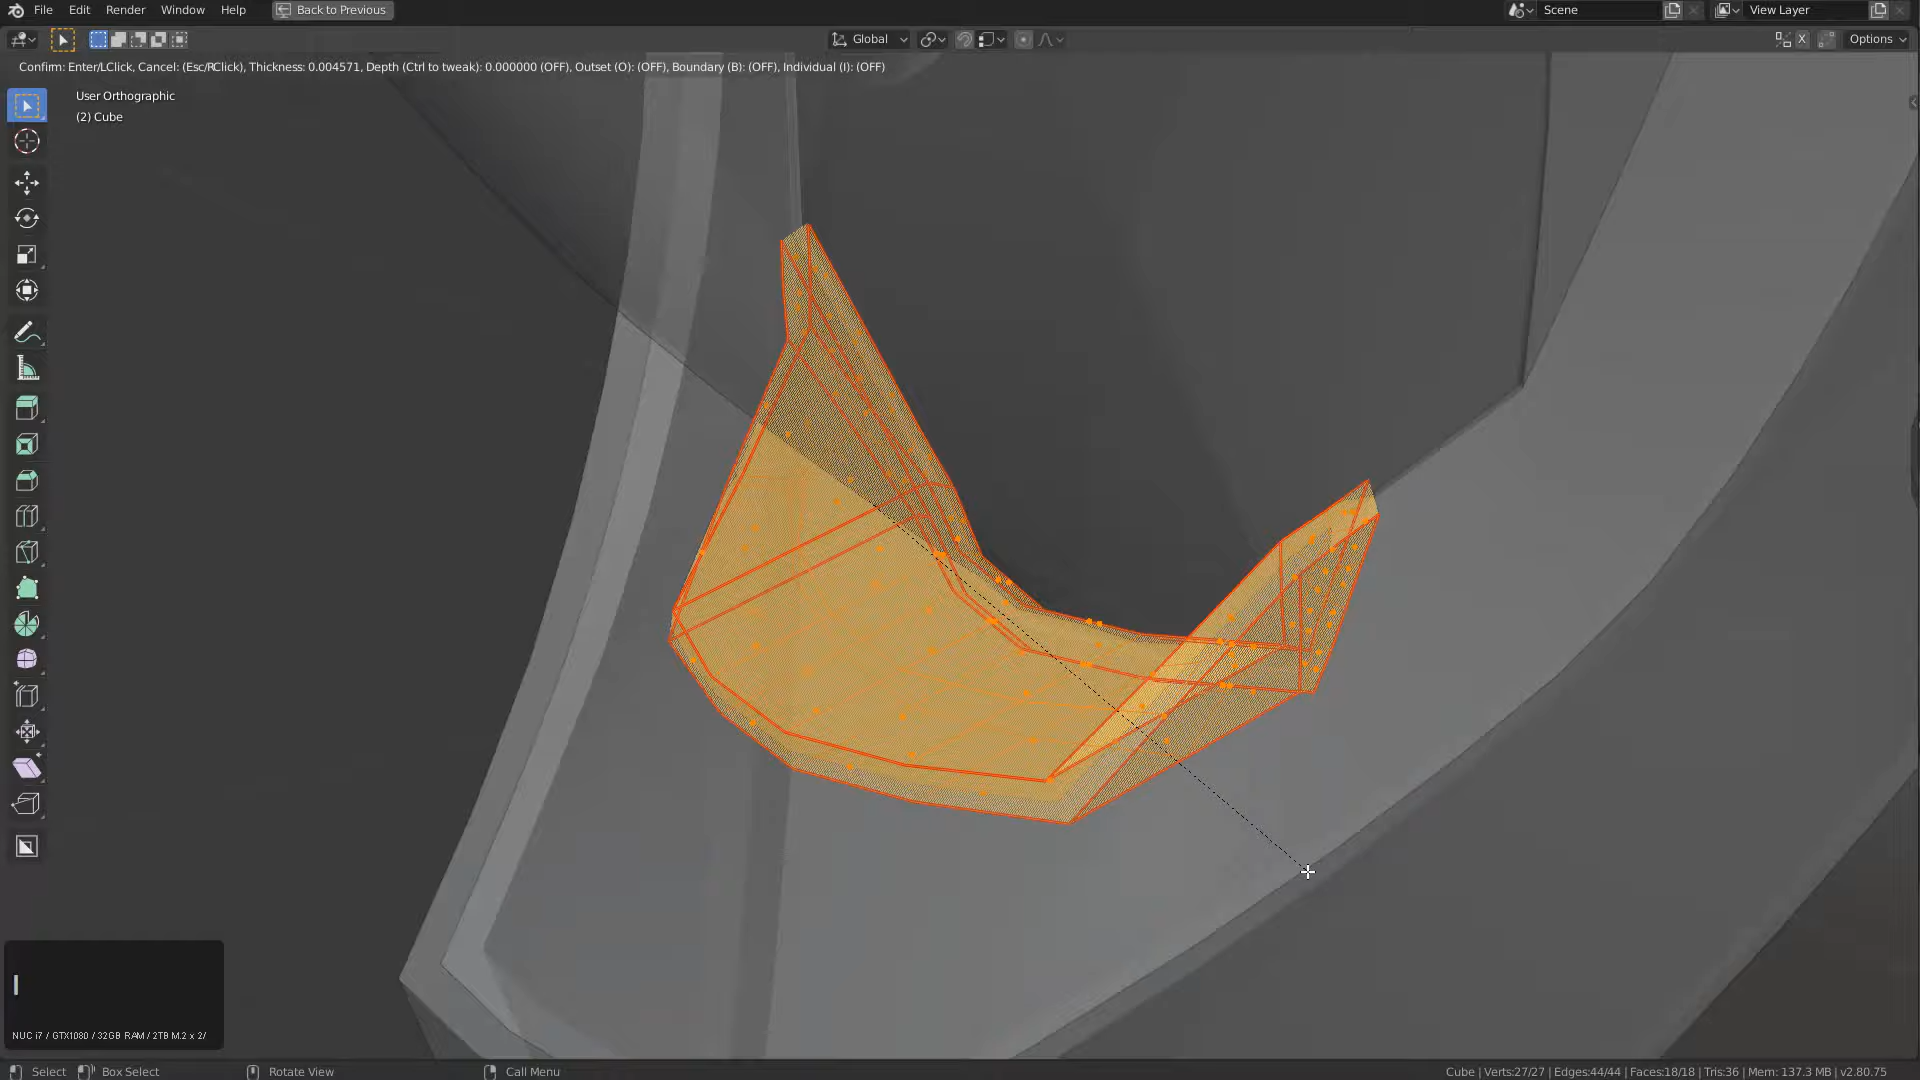 File Edit Render Window Help Back to Previous Scene View Layer
Global X Options
Confirm: Enter/LClick, Cancel: (Esc/RClick), Thickness: 0.004571, Depth (Ctrl to tweak): 0.000000 (OFF), Outset (O): (OFF), Boundary (B): (OFF), Individual (I): (OFF)
User Orthographic
(2) Cube
I
NUC i7 / GTX1080 / 32GB RAM / 2TB M.2 x 2/
Select Box Select Rotate View Call Menu Cube | Verts:27/27 | Edges:44/44 | Faces:18/18 | Tris:36 | Mem: 137.3 MB | v2.80.75